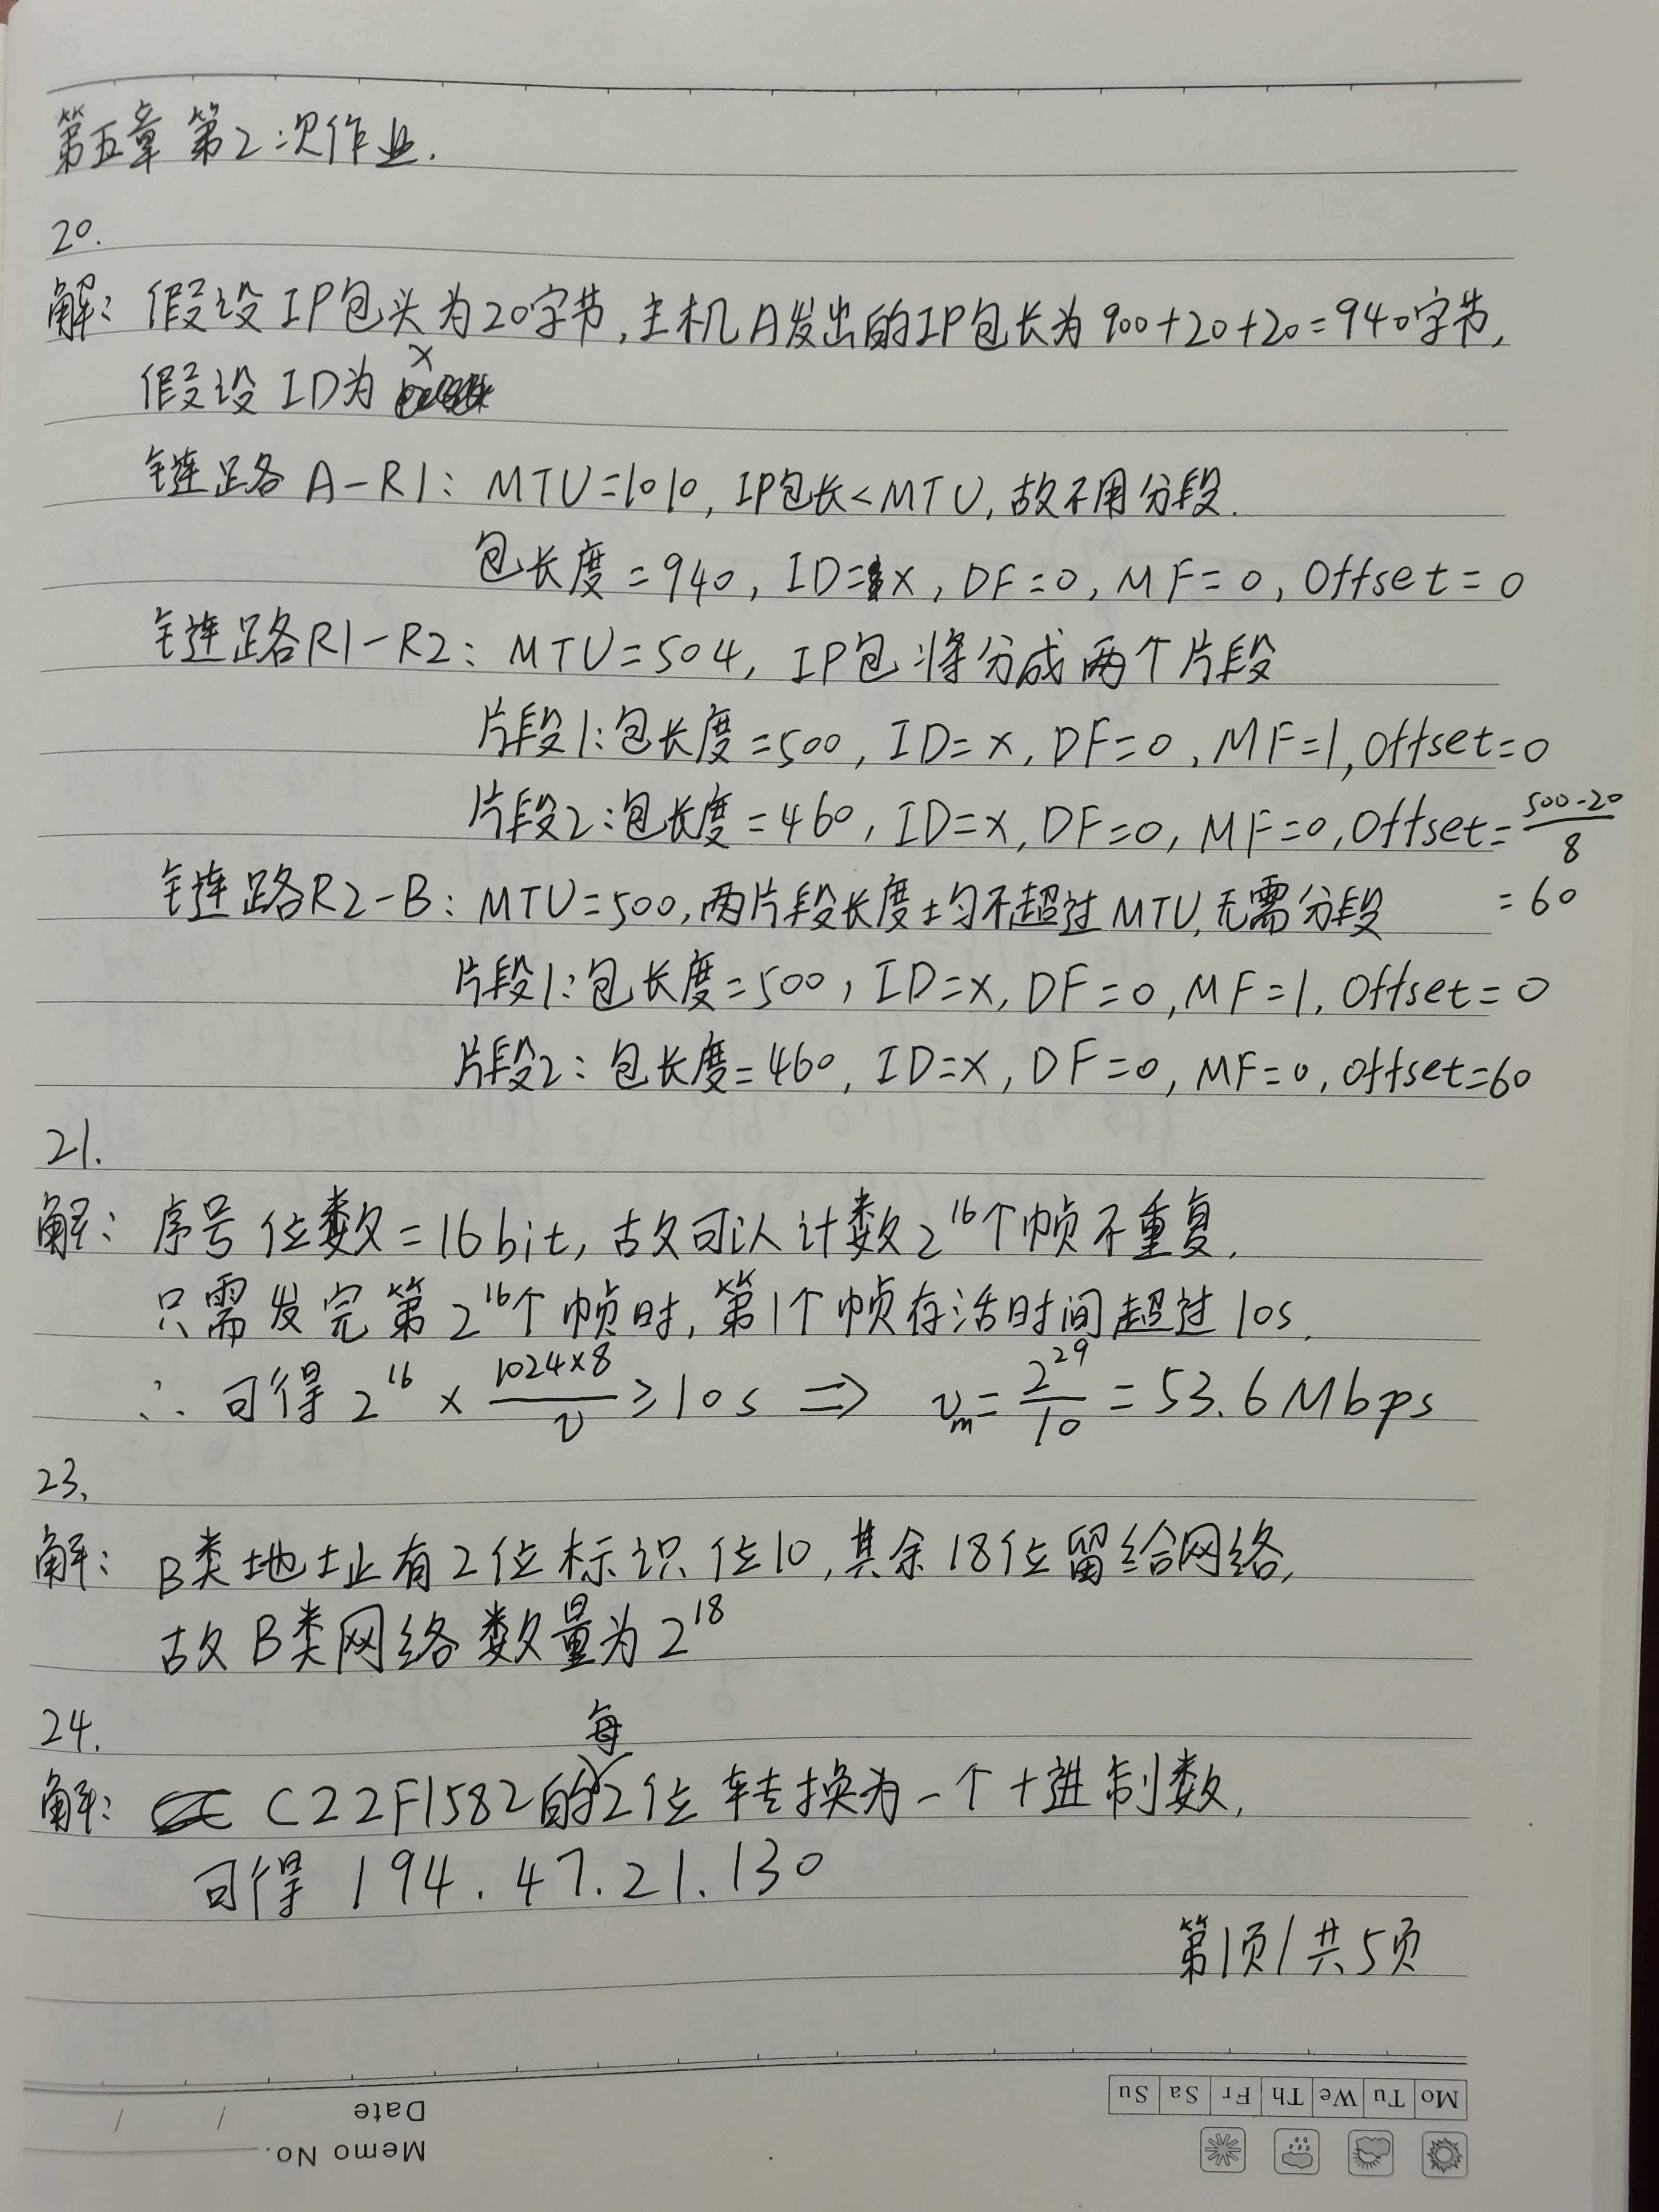 第五章 第2次作业.
20.
解: 假设IP包头为20字节,主机A发出的IP包长为900+20+20=940字节,
假设ID为 x
链路 A-R1: MTU=1010, IP包长<MTU,故不用分段.
包长度=940, ID=x, DF=0, MF=0, Offset=0
链路R1-R2: MTU=504, IP包将分成两个片段
片段1:包长度=500, ID=x, DF=0, MF=1, Offset=0
片段2:包长度=460, ID=x, DF=0, MF=0, Offset=(500-20)/8
=60
链路R2-B: MTU=500,两片段长度均不超过MTU,无需分段
片段1:包长度=500, ID=x, DF=0, MF=1, Offset=0
片段2:包长度=460, ID=x, DF=0, MF=0, Offset=60
21.
解: 序号位数=16bit, 故可以计数2^16个帧不重复.
只需发完第2^16个帧时, 第1个帧存活时间超过10s.
∴ 可得 2^16 × (1024×8)/v ≥ 10s ⇒ v_m = 2^29/10 = 53.6Mbps
23.
解: B类地址有2位标识位10,其余18位留给网络,
故B类网络数量为2^18
24.
解: C22F1582的每2位转换为一个十进制数,
可得 194.47.21.130
第1页/共5页
Mo Tu We Th Fr Sa Su
Memo No.
Date / /